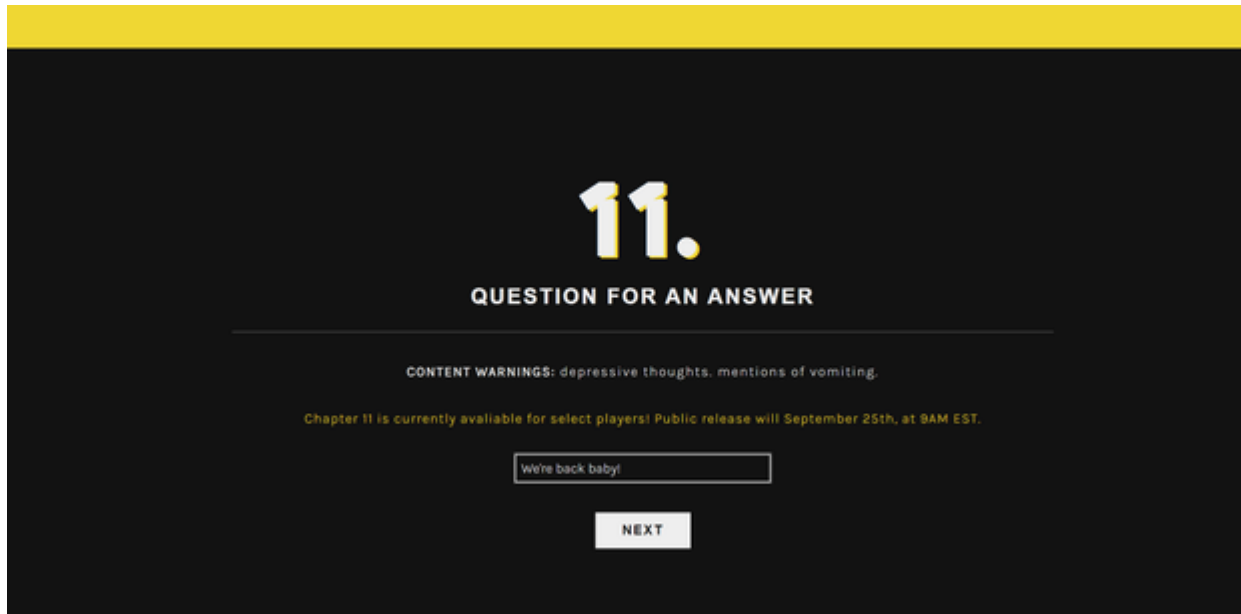 11.
QUESTION FOR AN ANSWER
CONTENT WARNINGS: depressive thoughts. mentions of vomiting.
Chapter 11 is currently avaliable for select players! Public release will September 25th, at 9AM EST.
We're back baby!
NEXT